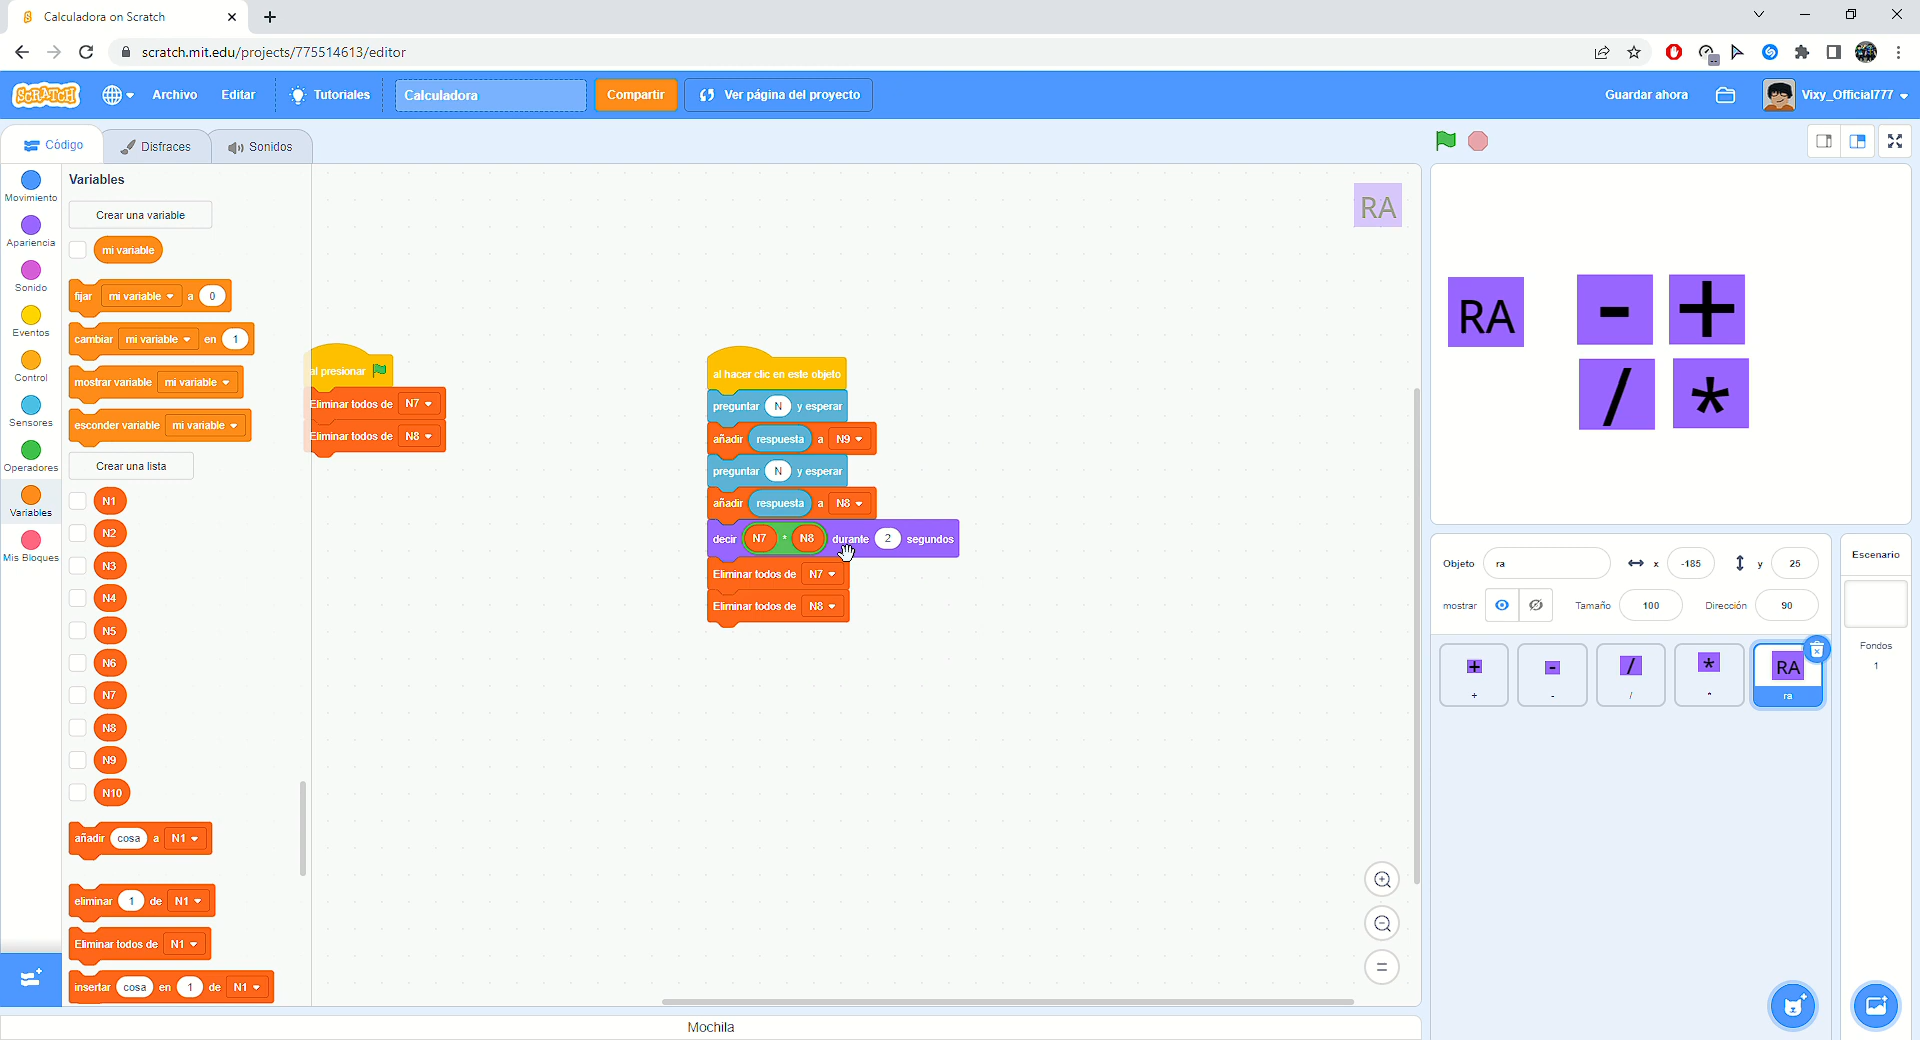 Calculadora on Scratch
scratch.mit.edu/projects/775514613/editor
SCRATCH
Archivo
Editar
Tutoriales
Calculadora
Compartir
Ver página del proyecto
Guardar ahora
Vixy_Official777
Código
Disfraces
Sonidos
Movimiento
Apariencia
Sonido
Eventos
Control
Sensores
Operadores
Variables
Mis Bloques
Variables
Crear una variable
mi variable
fijar mi variable a 0
cambiar mi variable en 1
mostrar variable mi variable
esconder variable mi variable
Crear una lista
N1
N2
N3
N4
N5
N6
N7
N8
N9
N10
añadir cosa a N1
eliminar 1 de N1
Eliminar todos de N1
insertar cosa en 1 de N1
al presionar
Eliminar todos de N7
Eliminar todos de N8
al hacer clic en este objeto
preguntar N y esperar
añadir respuesta a N9
preguntar N y esperar
añadir respuesta a N8
decir N7 * N8 durante 2 segundos
Eliminar todos de N7
Eliminar todos de N8
RA
Mochila
RA - +
/ *
Objeto ra x -185 y 25
mostrar Tamaño 100 Dirección 90
+ - / * RA
+ - / * ra
Escenario
Fondos
1